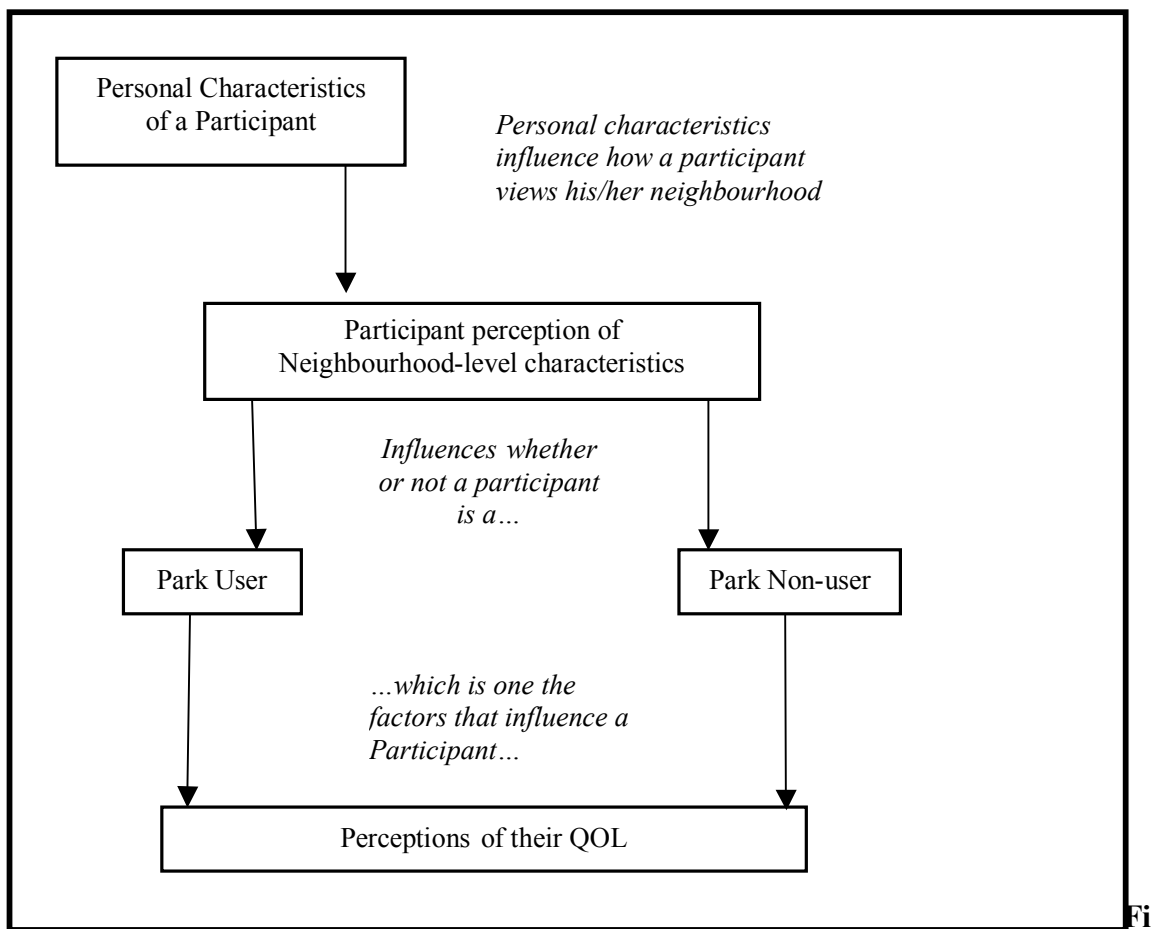 Personal Characteristics
of a Participant
Personal characteristics
influence how a participant
views his/her neighbourhood
Participant perception of
Neighbourhood-level characteristics
Influences whether
or not a participant
is a…
Park User
Park Non-user
…which is one the
factors that influence a
Participant…
Perceptions of their QOL
Fi